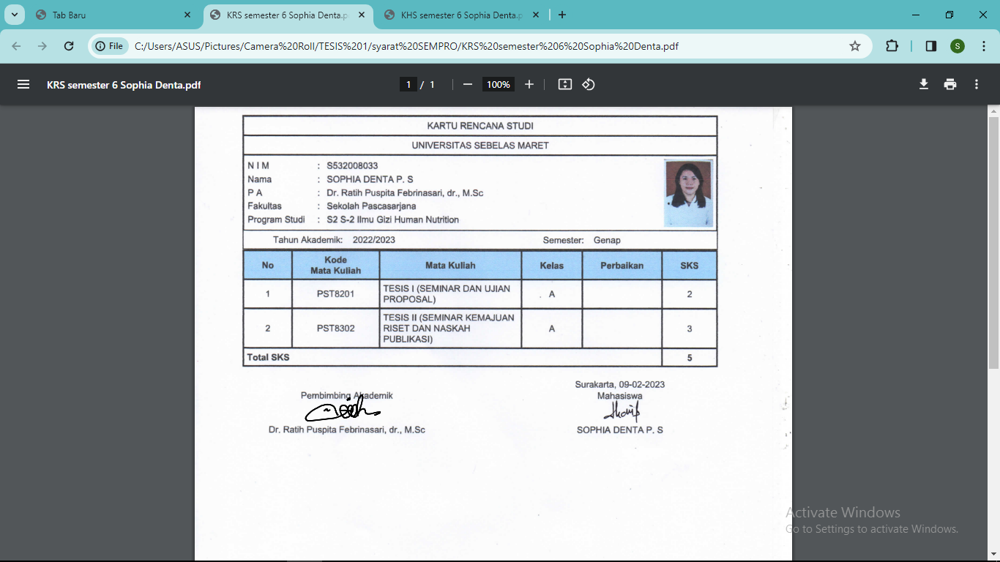 Tab Baru
KRS semester 6 Sophia Denta.p
KHS semester 6 Sophia Denta.p
File
C:/Users/ASUS/Pictures/Camera%20Roll/TESIS%201/syarat%20SEMPRO/KRS%20semester%206%20Sophia%20Denta.pdf
S
KRS semester 6 Sophia Denta.pdf
1 / 1
100%
KARTU RENCANA STUDI
UNIVERSITAS SEBELAS MARET
N I M : S532008033
Nama : SOPHIA DENTA P. S
P A : Dr. Ratih Puspita Febrinasari, dr., M.Sc
Fakultas : Sekolah Pascasarjana
Program Studi : S2 S-2 Ilmu Gizi Human Nutrition
Tahun Akademik: 2022/2023 Semester: Genap
No Kode Mata Kuliah Mata Kuliah Kelas Perbaikan SKS
1 PST8201 TESIS I (SEMINAR DAN UJIAN PROPOSAL) A 2
2 PST8302 TESIS II (SEMINAR KEMAJUAN RISET DAN NASKAH PUBLIKASI) A 3
Total SKS 5
Surakarta, 09-02-2023
Pembimbing Akademik Mahasiswa
Dr. Ratih Puspita Febrinasari, dr., M.Sc SOPHIA DENTA P. S
Activate Windows
Go to Settings to activate Windows.